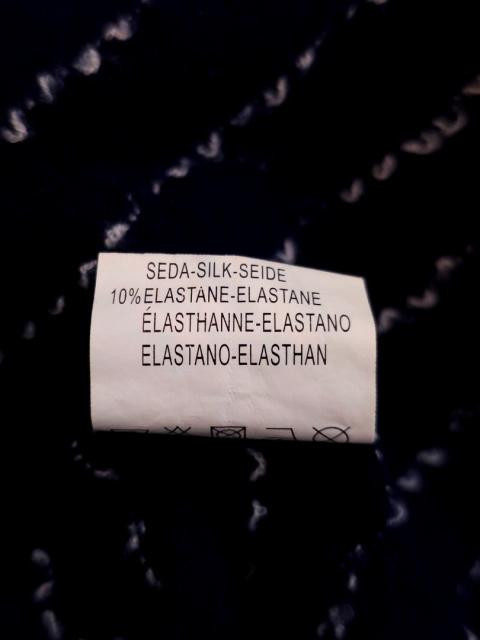 SEDA-SILK-SEIDE
10%ELASTANE-ELASTANE
ÉLASTHANNE-ELASTANO
ELASTANO-ELASTHAN